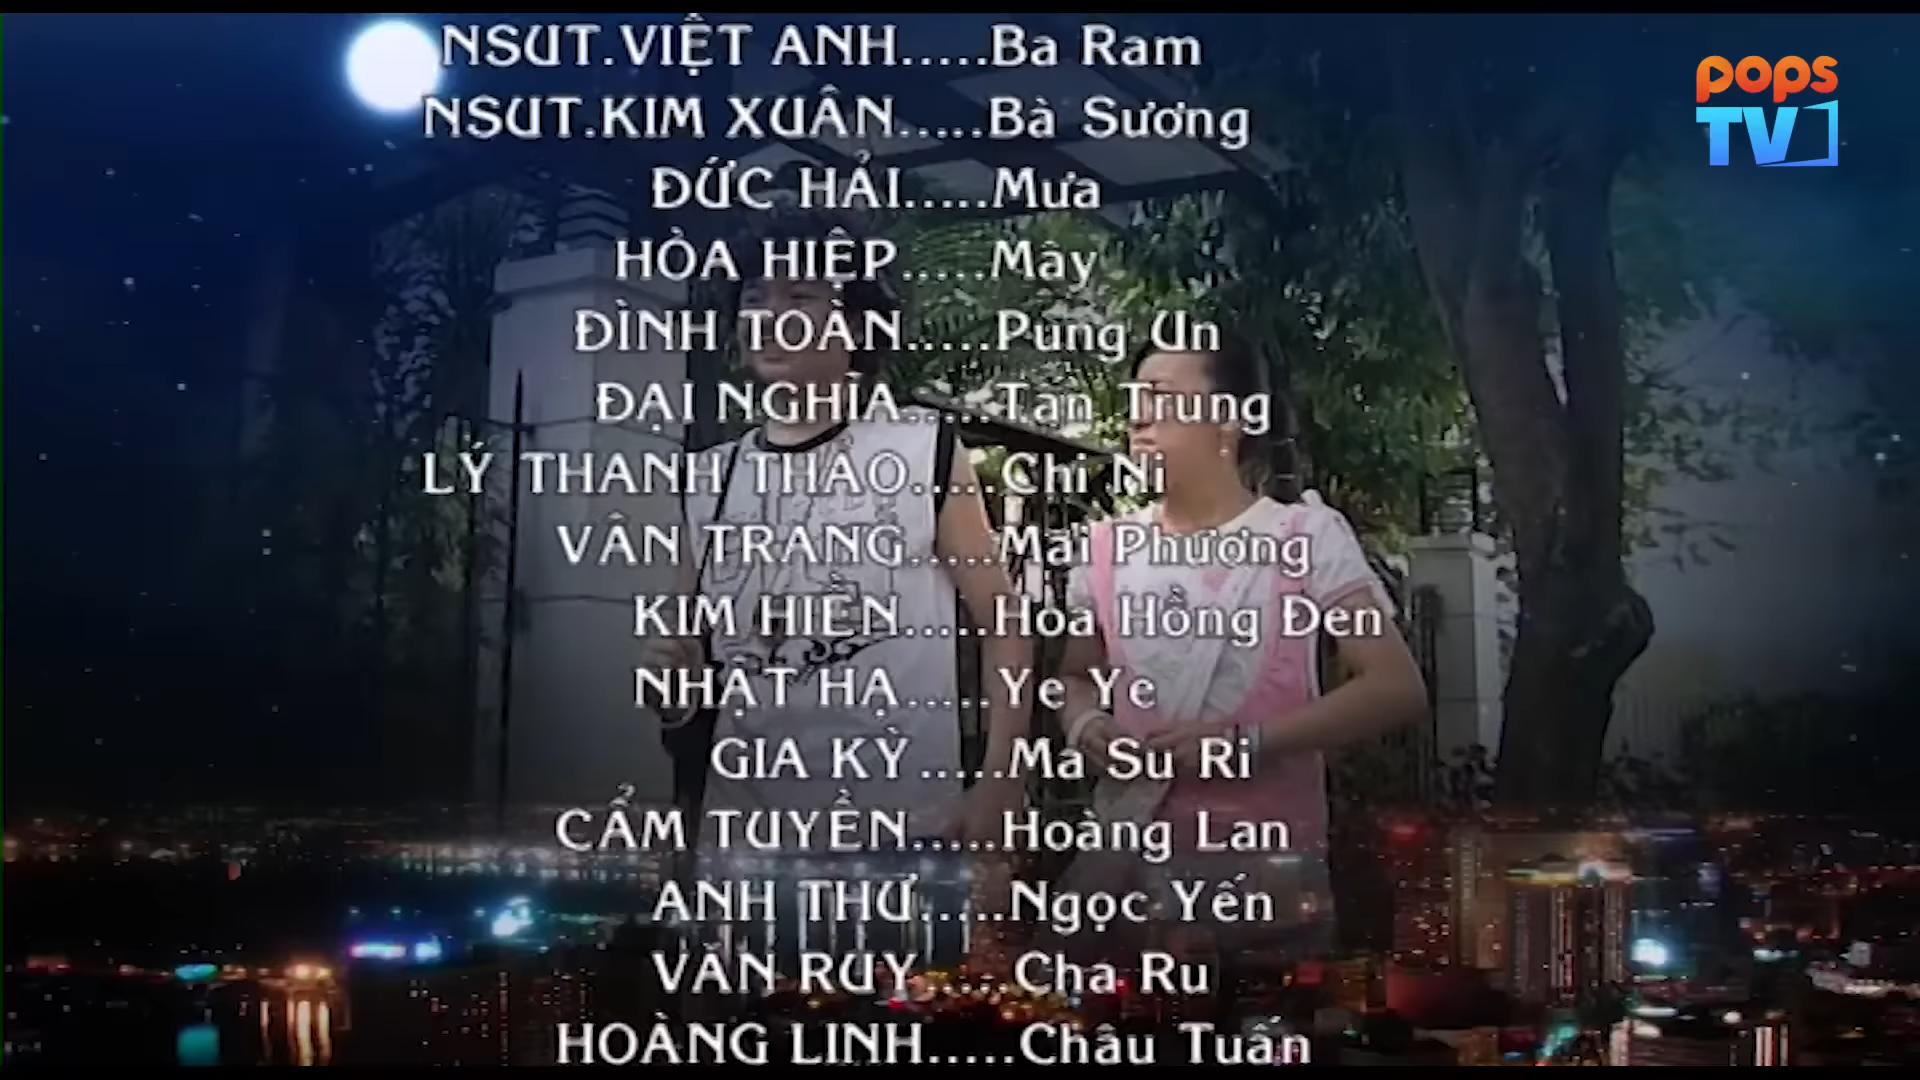 NSƯT.VIỆT ANH.....Ba Ram
NSƯT.KIM XUÂN.....Bà Sương
ĐỨC HẢI.....Mưa
HÒA HIỆP.....Mây
ĐÌNH TOÀN.....Pung Un
ĐẠI NGHĨA.....Tan Trung
LÝ THANH THẢO.....Chi Ni
VÂN TRANG.....Mai Phương
KIM HIỀN.....Hoa Hồng Đen
NHẬT HẠ.....Ye Ye
GIA KỲ.....Ma Su Ri
CẨM TUYỀN.....Hoàng Lan
ANH THƯ.....Ngọc Yến
VĂN RUY.....Cha Ru
HOÀNG LINH.....Châu Tuấn
POPS
TV